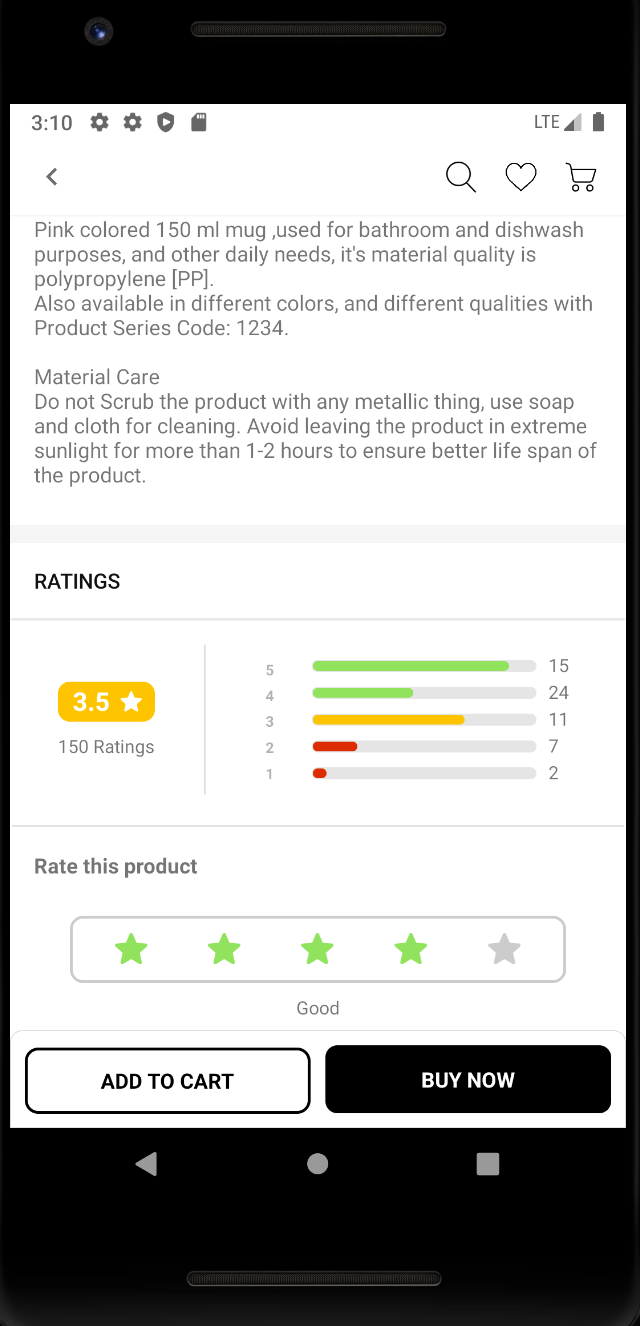 3:10
LTE
Pink colored 150 ml mug ,used for bathroom and dishwash
purposes, and other daily needs, it's material quality is
polypropylene [PP].
Also available in different colors, and different qualities with
Product Series Code: 1234.
Material Care
Do not Scrub the product with any metallic thing, use soap
and cloth for cleaning. Avoid leaving the product in extreme
sunlight for more than 1-2 hours to ensure better life span of
the product.
RATINGS
3.5
150 Ratings
5 15
4 24
3 11
2 7
1 2
Rate this product
Good
ADD TO CART
BUY NOW